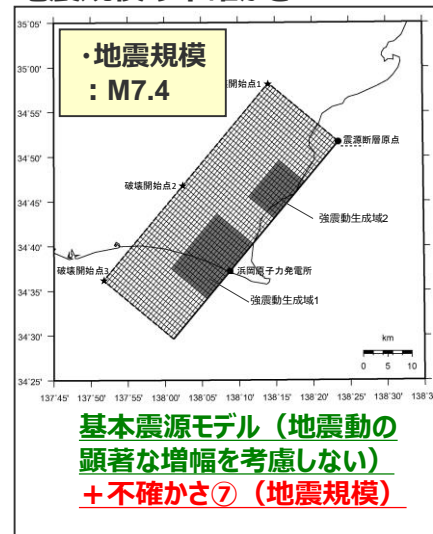 ・地震規模
：M7.4
35˚05'
35˚00'
34˚55'
34˚50'
34˚45'
34˚40'
34˚35'
34˚30'
34˚25'
開始点1
震源断層原点
破壊開始点2
強震動生成域2
破壊開始点3
浜岡原子力発電所
強震動生成域1
km
0 5 10
137˚45' 137˚50' 137˚55' 138˚00' 138˚05' 138˚10' 138˚15' 138˚20' 138˚25' 138˚30'
基本震源モデル（地震動の
顕著な増幅を考慮しない）
＋不確かさ⑦（地震規模）